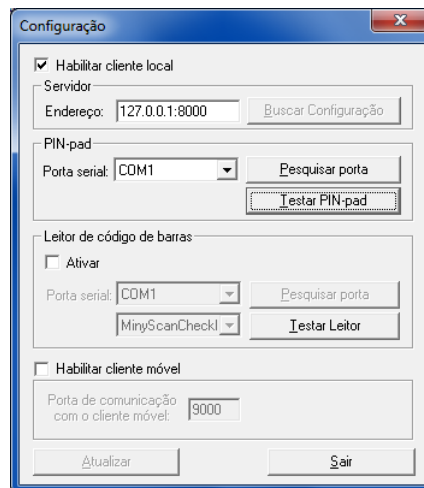 Configuração
Habilitar cliente local
Servidor
Endereço: 127.0.0.1:8000 Buscar Configuração
PIN-pad
Porta serial: COM1 Pesquisar porta
Testar PIN-pad
Leitor de código de barras
Ativar
Porta serial: COM1 Pesquisar porta
MinyScanCheckI Testar Leitor
Habilitar cliente móvel
Porta de comunicação
com o cliente móvel: 9000
Atualizar Sair